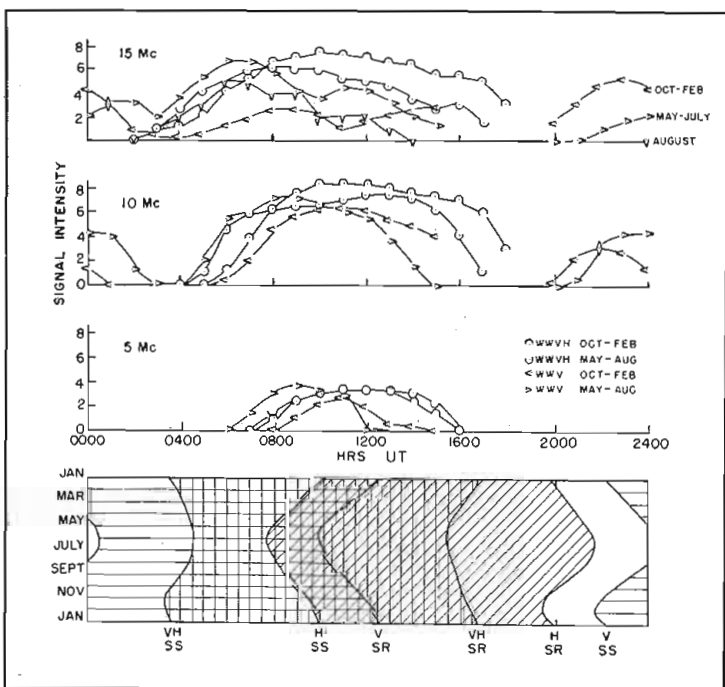 15 Mc
8
6
4
2
OCT-FEB
MAY-JULY
AUGUST
SIGNAL INTENSITY
10 Mc
8
6
4
2
0
5 Mc
8
6
4
2
0
WWVH OCT-FEB
WWVH MAY-AUG
WWV OCT-FEB
WWV MAY-AUG
0000 0400 0800 1200 1600 2000 2400
HRS UT
JAN
MAR
MAY
JULY
SEPT
NOV
JAN
VH SS
H SS
V SR
VH SR
H SR
V SS